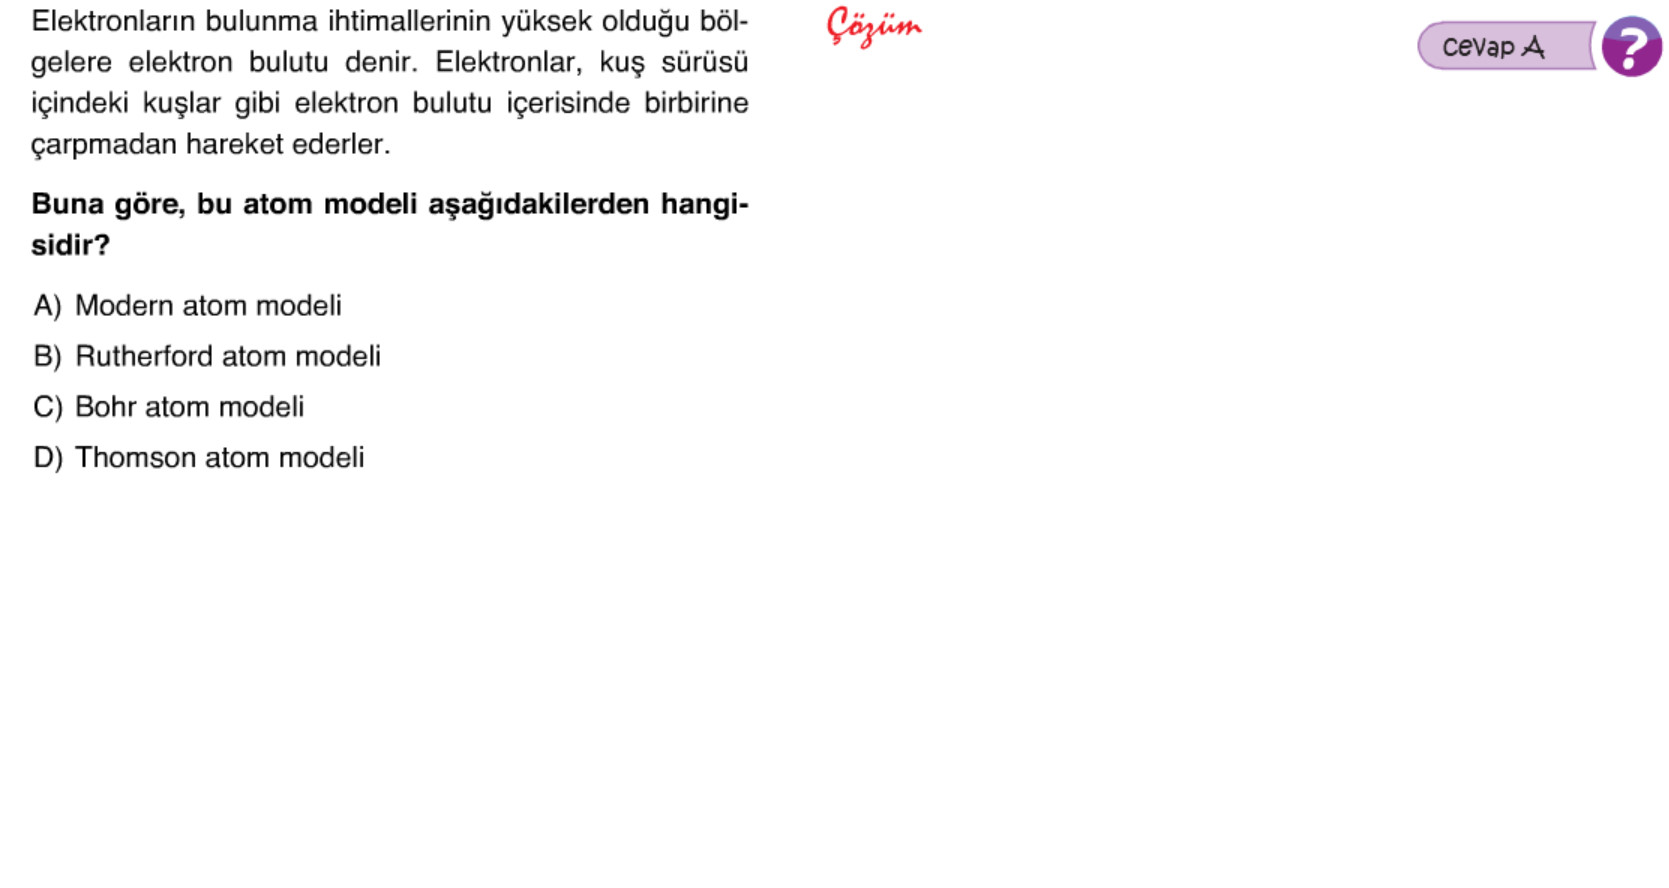 Elektronların bulunma ihtimallerinin yüksek olduğu böl-
gelere elektron bulutu denir. Elektronlar, kuş sürüsü
içindeki kuşlar gibi elektron bulutu içerisinde birbirine
çarpmadan hareket ederler.
Buna göre, bu atom modeli aşağıdakilerden hangi-
sidir?
A) Modern atom modeli
B) Rutherford atom modeli
C) Bohr atom modeli
D) Thomson atom modeli
Çözüm
Cevap A ?